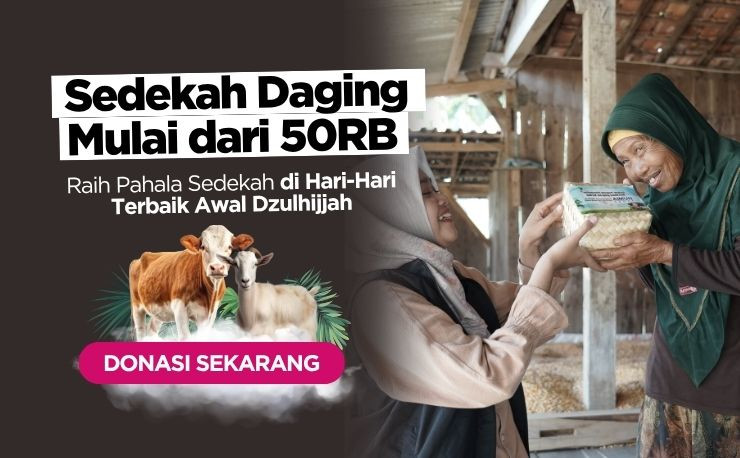 Sedekah Daging
Mulai dari 50RB
Raih Pahala Sedekah di Hari-Hari
Terbaik Awal Dzulhijjah
DONASI SEKARANG